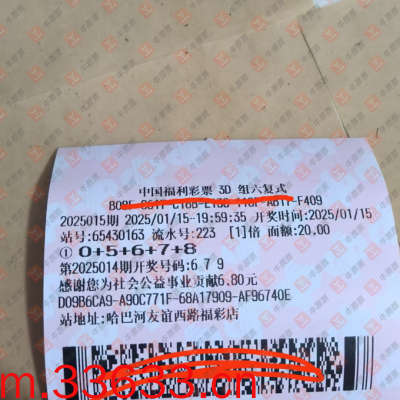 中国福利彩票 3D 组六复式
2025015期 2025/01/15-19:59:35 开奖时间:2025/01/15
站号:65430163 流水号:223 [1]倍 面额:20.00
① 0+5+6+7+8
第2025014期开奖号码:6 7 9
感谢您为社会公益事业贡献6.80元
D09B6CA9-A90C771F-68A17909-AF96740E
站地址:哈巴河友谊西路福彩店